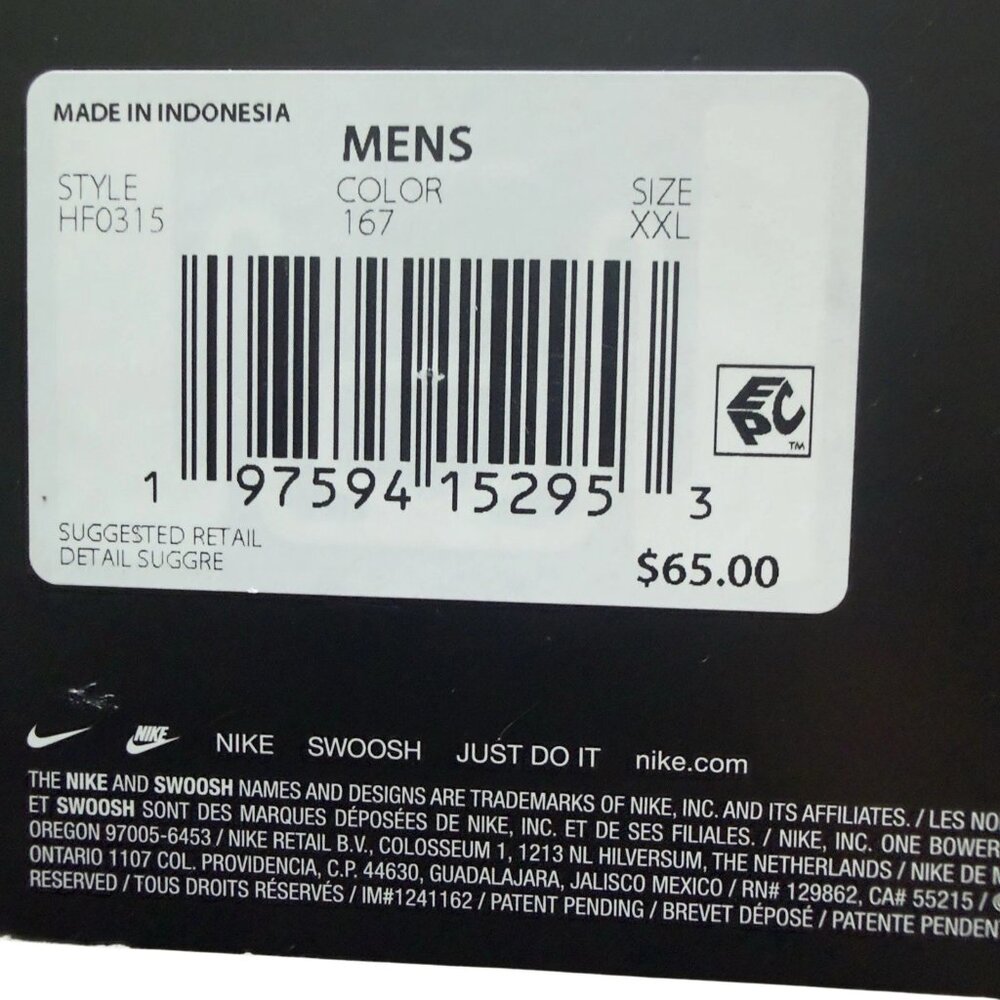 MADE IN INDONESIA
MENS
STYLE COLOR SIZE
HF0315 167 XXL
1 97594 15295 3
EPC TM
SUGGESTED RETAIL
DETAIL SUGGRE
$65.00
NIKE NIKE SWOOSH JUST DO IT nike.com
THE NIKE AND SWOOSH NAMES AND DESIGNS ARE TRADEMARKS OF NIKE, INC. AND ITS AFFILIATES. / LES NO
ET SWOOSH SONT DES MARQUES DÉPOSÉES DE NIKE, INC. ET DE SES FILIALES. / NIKE, INC. ONE BOWER
OREGON 97005-6453 / NIKE RETAIL B.V., COLOSSEUM 1, 1213 NL HILVERSUM, THE NETHERLANDS / NIKE DE
ONTARIO 1107 COL. PROVIDENCIA, C.P. 44630, GUADALAJARA, JALISCO MEXICO / RN# 129862, CA# 55215 / ©
RESERVED / TOUS DROITS RÉSERVÉS / IM#1241162 / PATENT PENDING / BREVET DÉPOSÉ / PATENTE PENDEN